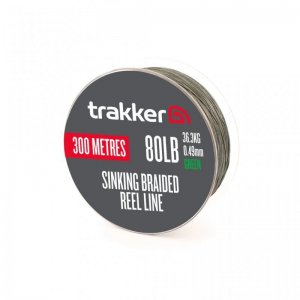 trakker
300 METRES
80LB
36.3KG
0.49mm
GREEN
SINKING BRAIDED
REEL LINE